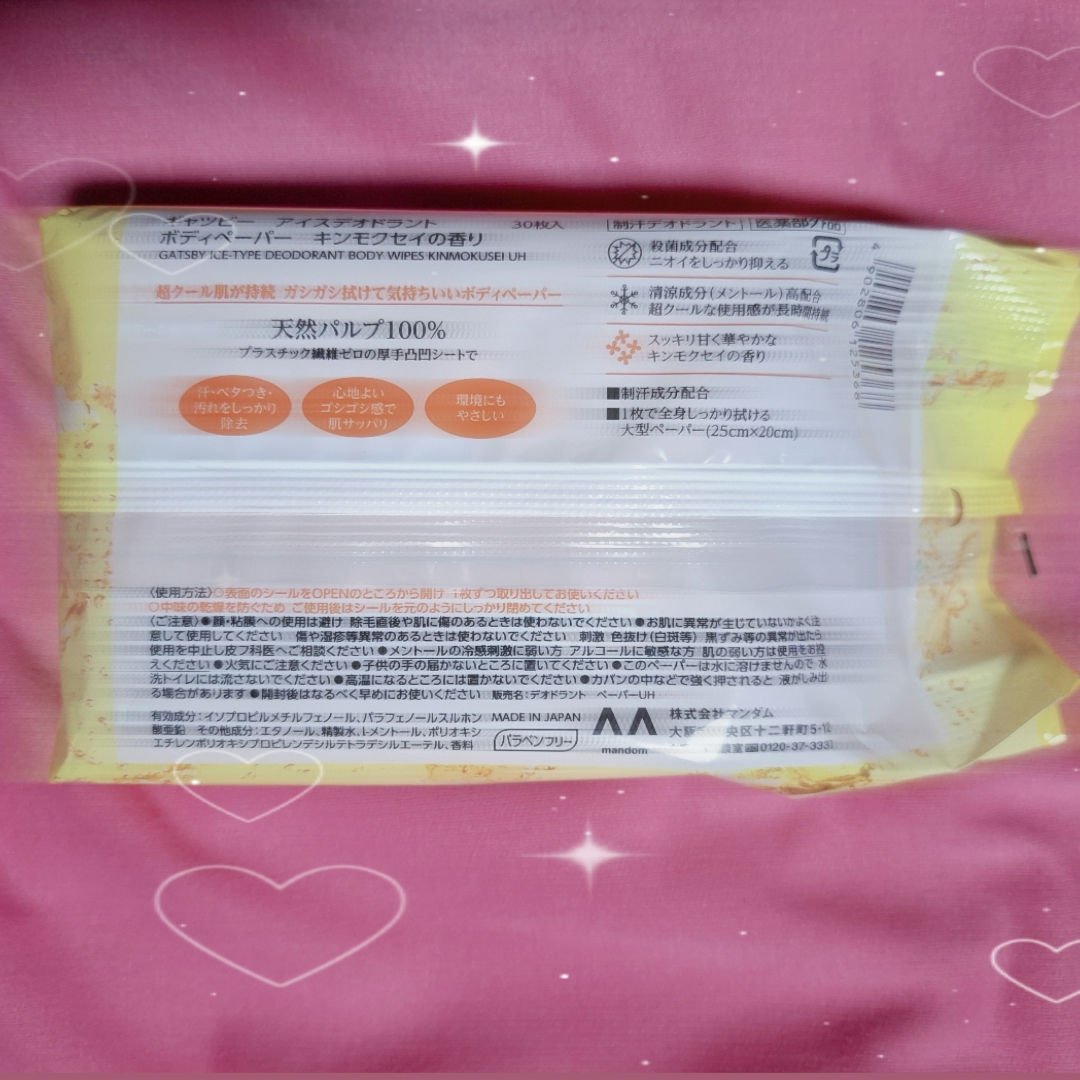 ギャツビー アイスデオドラント 30枚入
ボディペーパー キンモクセイの香り
GATSBY ICE-TYPE DEODORANT BODY WIPES KINMOKUSEI UH
超クール肌が持続 ガシガシ拭けて気持ちいいボディペーパー
天然パルプ100%
プラスチック繊維ゼロの厚手凸凹シートで
汗・ベタつき・
汚れをしっかり
除去
心地よい
ゴシゴシ感で
肌サッパリ
環境にも
やさしい
制汗デオドラント 医薬部外品
殺菌成分配合
ニオイをしっかり抑える
プラ
清涼成分(メントール)高配合
超クールな使用感が長時間持続
スッキリ甘く華やかな
キンモクセイの香り
■制汗成分配合
■1枚で全身しっかり拭ける
大型ペーパー(25cm×20cm)
4 902806 125368
〈使用方法〉○表面のシールをOPENのところから開け 1枚ずつ取り出してお使いください
○中味の乾燥を防ぐため ご使用後はシールを元のようにしっかり閉めてください
〈ご注意〉●顔・粘膜への使用は避け 除毛直後や肌に傷のあるときは使わないでください●お肌に異常が生じていないかよく注
意して使用してください 傷や湿疹等異常のあるときは使わないでください 刺激 色抜け(白斑等) 黒ずみ等の異常が出たら
使用を中止し皮フ科医へご相談ください●メントールの冷感刺激に弱い方 アルコールに敏感な方 肌の弱い方は使用をお控
えください●火気にご注意ください●子供の手の届かないところに置いてください●このペーパーは水に溶けませんので 水
洗トイレには流さないでください●高温になるところには置かないでください●カバンの中などで強く押されると 液がしみ出
る場合があります●開封後はなるべく早めにお使いください 販売名:デオドラント ペーパーUH
有効成分:イソプロピルメチルフェノール、パラフェノールスルホン
酸亜鉛 その他成分:エタノール、精製水、l-メントール、ポリオキシ
エチレンポリオキシプロピレンデシルテトラデシルエーテル、香料
MADE IN JAPAN
パラベンフリー
mandom
株式会社マンダム
大阪 央区十二軒町5-12
室 0120-37-3337